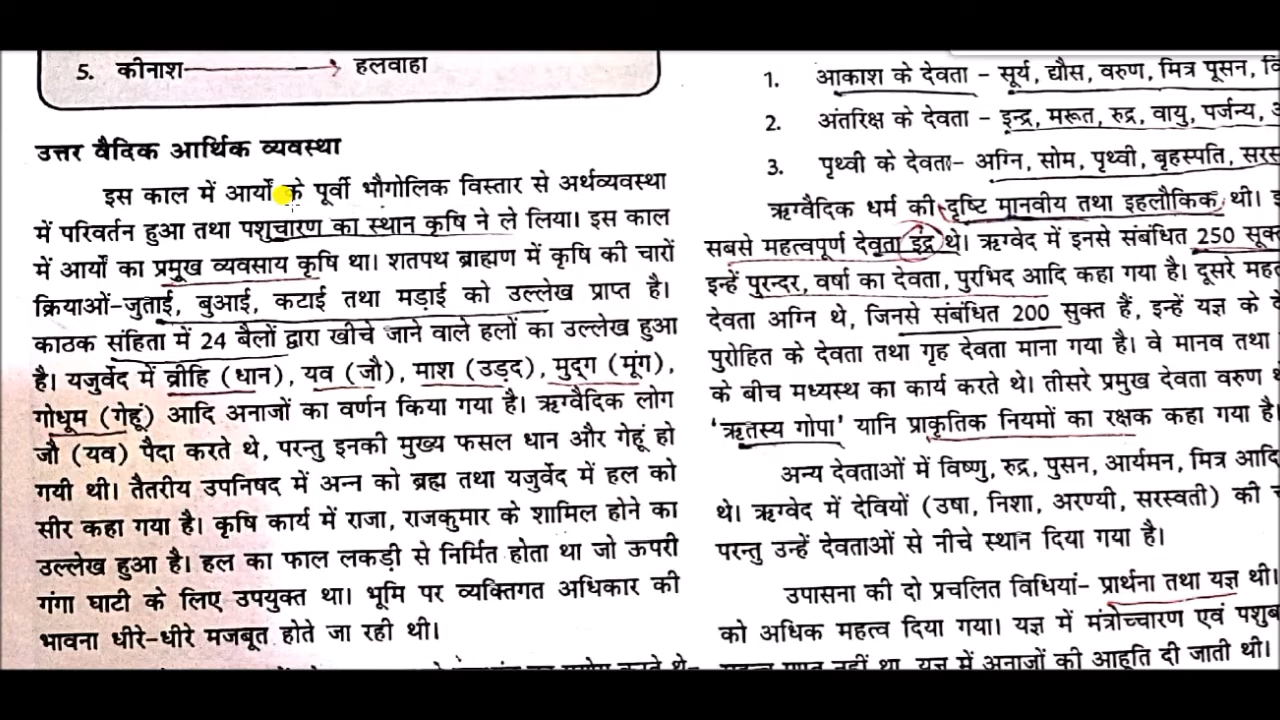 5. कीनाश → हलवाहा
उत्तर वैदिक आर्थिक व्यवस्था
इस काल में आर्यों के पूर्वी भौगोलिक विस्तार से अर्थव्यवस्था
में परिवर्तन हुआ तथा पशुचारण का स्थान कृषि ने ले लिया। इस काल
में आर्यों का प्रमुख व्यवसाय कृषि था। शतपथ ब्राह्मण में कृषि की चारों
क्रियाओं-जुताई, बुआई, कटाई तथा मड़ाई को उल्लेख प्राप्त है।
काठक संहिता में 24 बैलों द्वारा खीचे जाने वाले हलों का उल्लेख हुआ
है। यजुर्वेद में व्रीहि (धान), यव (जौ), माश (उड़द), मुद्ग (मूंग),
गोधूम (गेहूं) आदि अनाजों का वर्णन किया गया है। ऋग्वैदिक लोग
जौ (यव) पैदा करते थे, परन्तु इनकी मुख्य फसल धान और गेहूं हो
गयी थी। तैतरीय उपनिषद में अन्न को ब्रह्म तथा यजुर्वेद में हल को
सीर कहा गया है। कृषि कार्य में राजा, राजकुमार के शामिल होने का
उल्लेख हुआ है। हल का फाल लकड़ी से निर्मित होता था जो ऊपरी
गंगा घाटी के लिए उपयुक्त था। भूमि पर व्यक्तिगत अधिकार की
भावना धीरे-धीरे मजबूत होते जा रही थी।
1. आकाश के देवता - सूर्य, द्यौस, वरुण, मित्र पूसन,
2. अंतरिक्ष के देवता - इन्द्र, मरूत, रुद्र, वायु, पर्जन्य,
3. पृथ्वी के देवता- अग्नि, सोम, पृथ्वी, बृहस्पति, सरस
ऋग्वैदिक धर्म की दृष्टि मानवीय तथा इहलौकिक थी।
सबसे महत्वपूर्ण देवता इंद्र थे। ऋग्वेद में इनसे संबंधित 250 सूक्त
इन्हें पुरन्दर, वर्षा का देवता, पुरभिद आदि कहा गया है। दूसरे महत
देवता अग्नि थे, जिनसे संबंधित 200 सुक्त हैं, इन्हें यज्ञ के दे
पुरोहित के देवता तथा गृह देवता माना गया है। वे मानव तथा
के बीच मध्यस्थ का कार्य करते थे। तीसरे प्रमुख देवता वरुण थ
'ऋतस्य गोपा' यानि प्राकृतिक नियमों का रक्षक कहा गया है
अन्य देवताओं में विष्णु, रुद्र, पुसन, आर्यमन, मित्र आदि
थे। ऋग्वेद में देवियों (उषा, निशा, अरण्यी, सरस्वती) की
परन्तु उन्हें देवताओं से नीचे स्थान दिया गया है।
उपासना की दो प्रचलित विधियां- प्रार्थना तथा यज्ञ थी।
को अधिक महत्व दिया गया। यज्ञ में मंत्रोच्चारण एवं पशुब
यज्ञ में अनाजों की आहूति दी जाती थी।